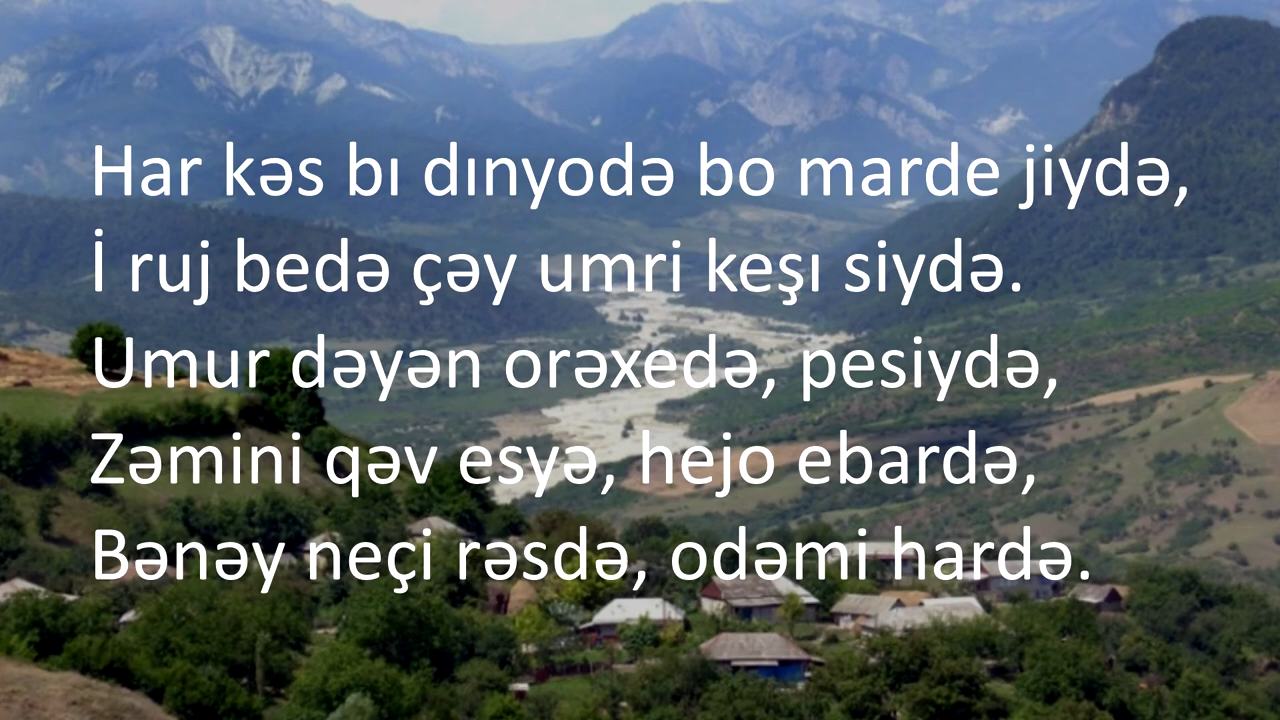 Har kəs bı dınyodə bo marde jiydə,
İ ruj bedə çəy umri keşı siydə.
Umur dəyən orəxedə, pesiydə,
Zəmini qəv esyə, hejo ebardə,
Bənəy neçi rəsdə, odəmi hardə.